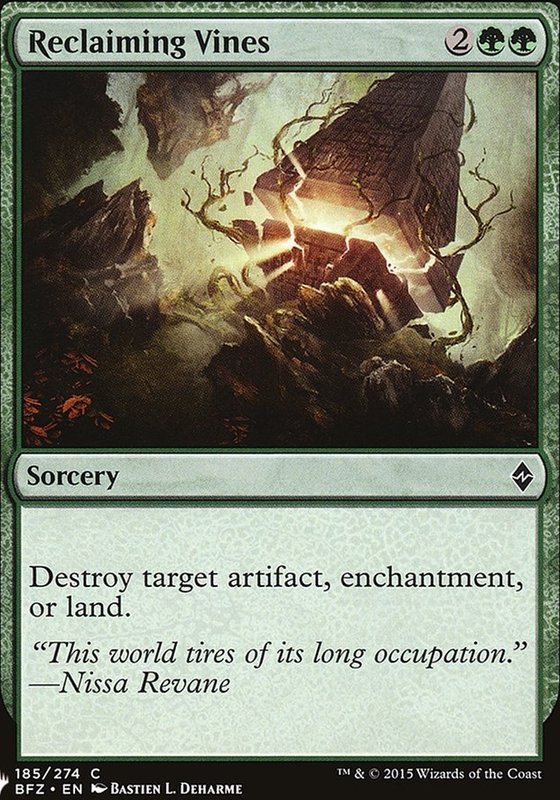 Reclaiming Vines
2
Sorcery
Destroy target artifact, enchantment,
or land.
“This world tires of its long occupation.”
—Nissa Revane
185/274 C
BFZ • EN Bastien L. Deharme
™ & © 2015 Wizards of the Coast